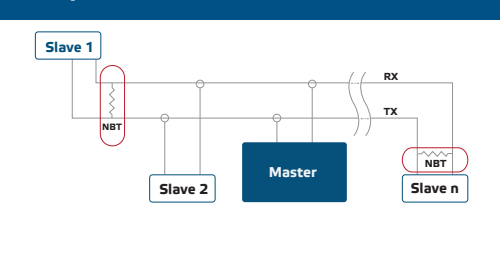 Slave 1
RX
TX
NBT
NBT
Master
Slave 2
Slave n